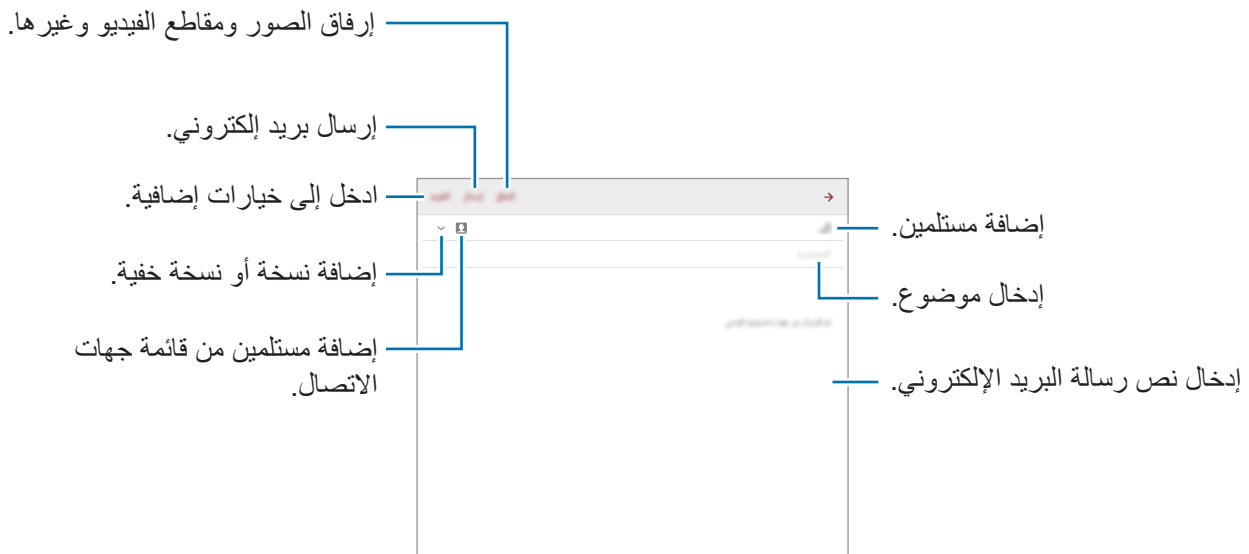 إرفاق الصور ومقاطع الفيديو وغيرها.
إرسال بريد إلكتروني.
ادخل إلى خيارات إضافية.
إضافة مستلمين.
إضافة نسخة أو نسخة خفية.
إدخال موضوع.
إضافة مستلمين من قائمة جهات
الاتصال.
إدخال نص رسالة البريد الإلكتروني.